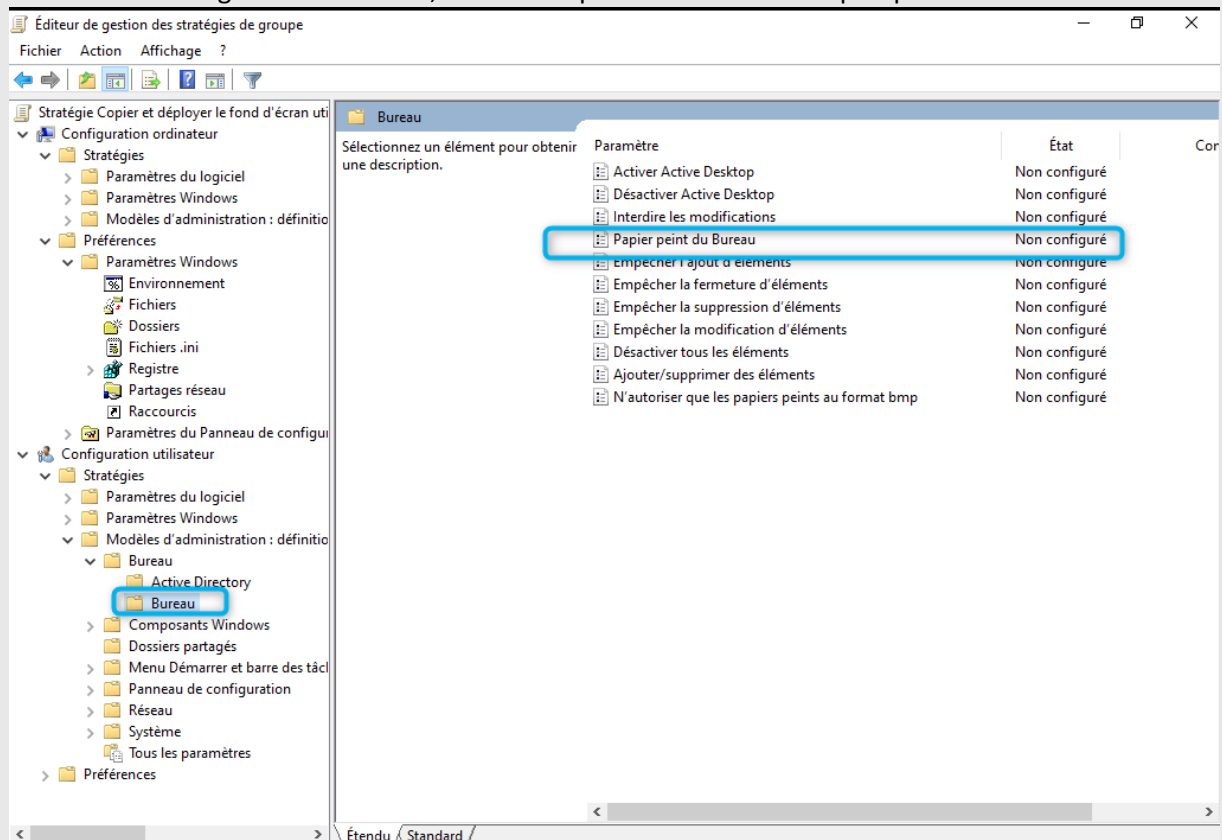 Éditeur de gestion des stratégies de groupe
Fichier Action Affichage ?
Stratégie Copier et déployer le fond d'écran uti
Configuration ordinateur
Stratégies
Paramètres du logiciel
Paramètres Windows
Modèles d'administration : définitio
Préférences
Paramètres Windows
Environnement
Fichiers
Dossiers
Fichiers .ini
Registre
Partages réseau
Raccourcis
Paramètres du Panneau de configu
Configuration utilisateur
Stratégies
Paramètres du logiciel
Paramètres Windows
Modèles d'administration : définitio
Bureau
Active Directory
Bureau
Composants Windows
Dossiers partagés
Menu Démarrer et barre des tâcl
Panneau de configuration
Réseau
Système
Tous les paramètres
Préférences
Bureau
Sélectionnez un élément pour obtenir
une description.
Paramètre État Con
Activer Active Desktop Non configuré
Désactiver Active Desktop Non configuré
Interdire les modifications Non configuré
Papier peint du Bureau Non configuré
Empêcher l'ajout d'éléments Non configuré
Empêcher la fermeture d'éléments Non configuré
Empêcher la suppression d'éléments Non configuré
Empêcher la modification d'éléments Non configuré
Désactiver tous les éléments Non configuré
Ajouter/supprimer des éléments Non configuré
N'autoriser que les papiers peints au format bmp Non configuré
Étendu Standard